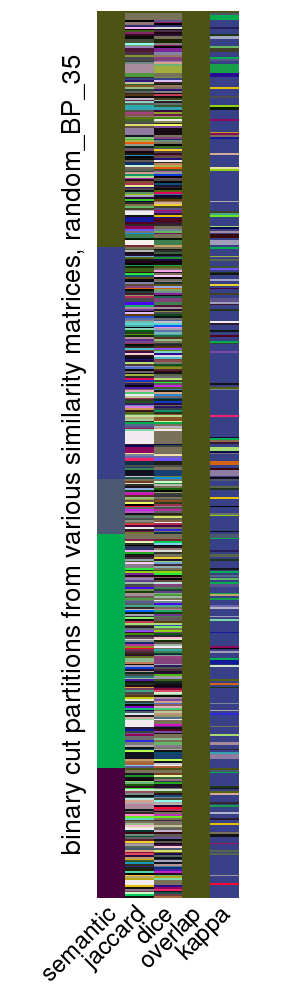 binary cut partitions from various similarity matrices, random_BP_35
semantic
jaccard
dice
overlap
kappa